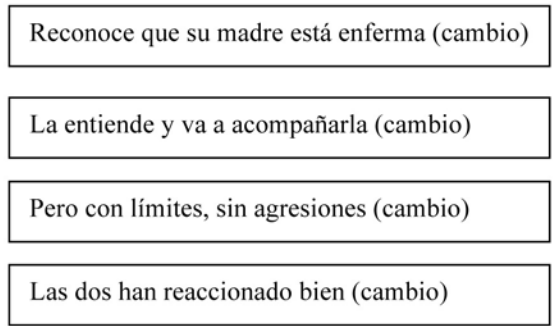 Reconoce que su madre está enferma (cambio)
La entiende y va a acompañarla (cambio)
Pero con límites, sin agresiones (cambio)
Las dos han reaccionado bien (cambio)